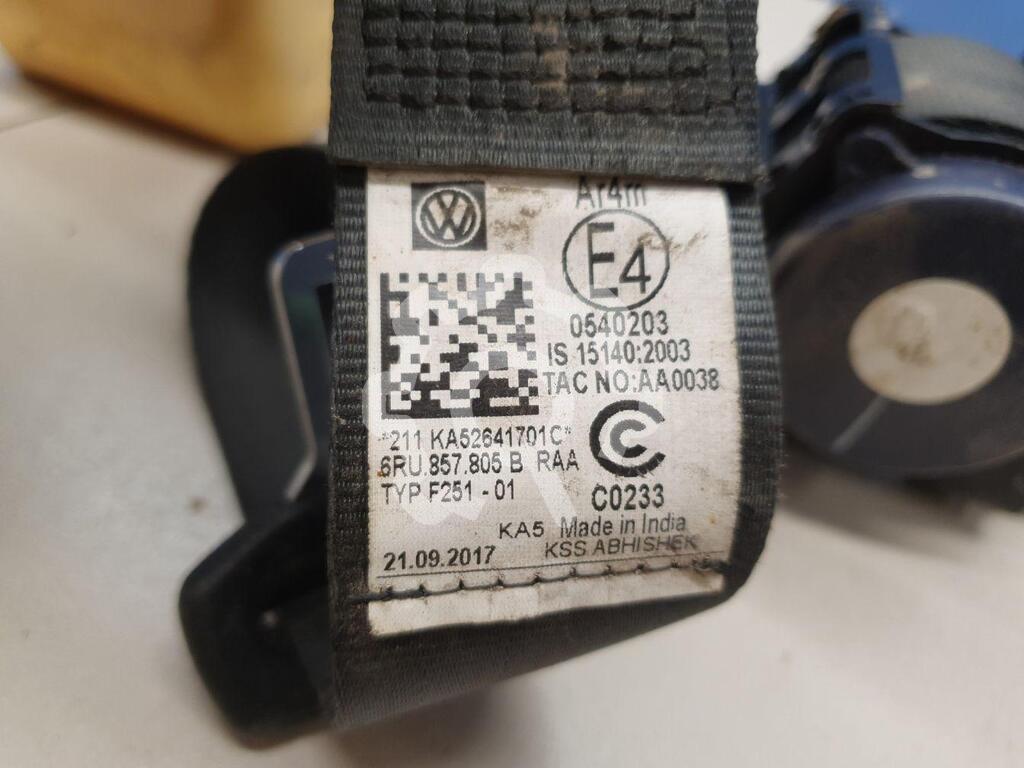 Ar4m
E4
0540203
IS 15140:2003
TAC NO:AA0038
*211 KA52641701C*
6RU.857.805 B RAA
TYP F251 - 01
C0233
KA5 Made in India
21.09.2017 KSS ABHISHEK